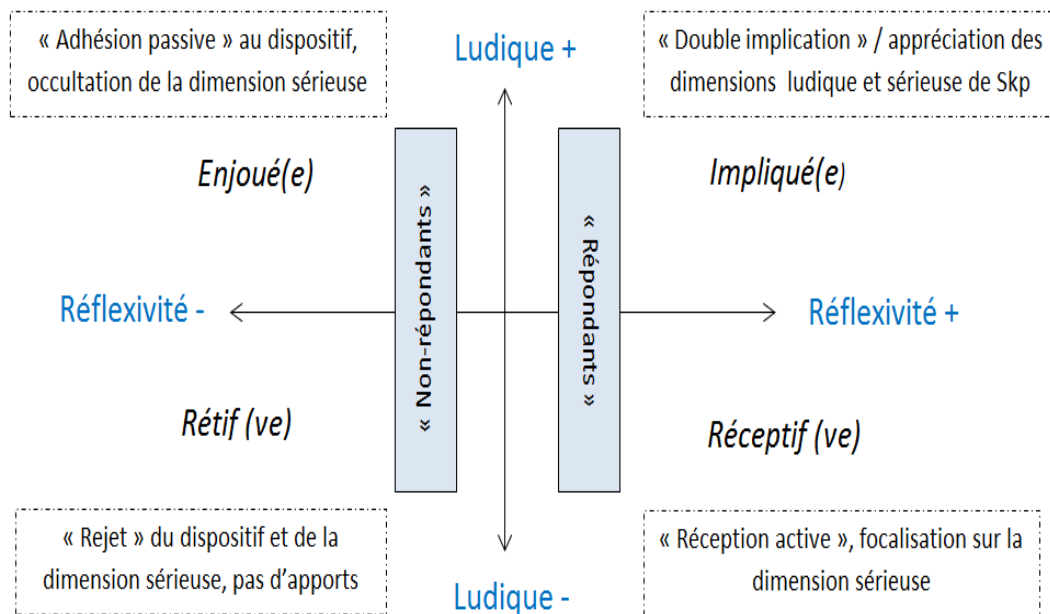 « Adhésion passive » au dispositif,
occultation de la dimension sérieuse
Ludique +
« Double implication » / appréciation des
dimensions ludique et sérieuse de Skp
Enjoué(e)
Impliqué(e)
« Non-répondants »
« Répondants »
Réflexivité -
Réflexivité +
Rétif (ve)
Réceptif (ve)
« Rejet » du dispositif et de la
dimension sérieuse, pas d’apports
Ludique -
« Réception active », focalisation sur la
dimension sérieuse